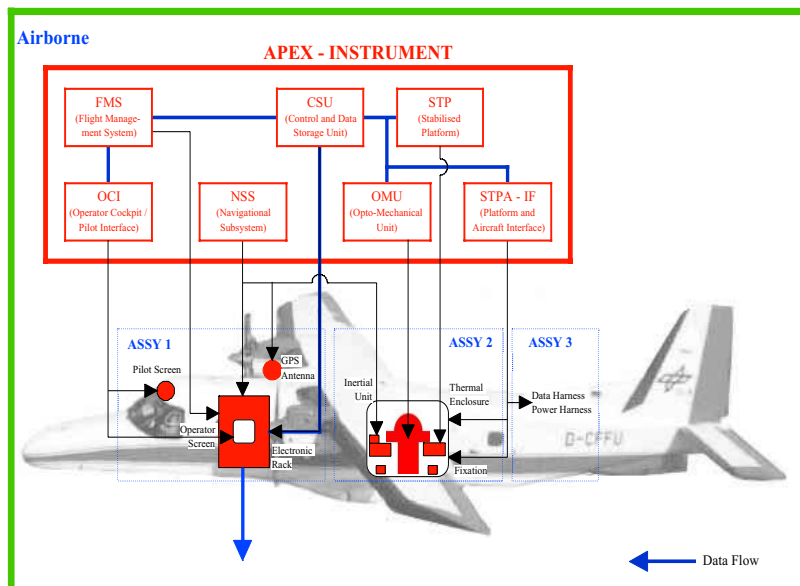 Airborne
APEX - INSTRUMENT
FMS
(Flight Manage-
ment System)
CSU
(Control and Data
Storage Unit)
STP
(Stabilised
Platform)
OCI
(Operator Cockpit /
Pilot Interface)
NSS
(Navigational
Subsystem)
OMU
(Opto-Mechanical
Unit)
STPA - IF
(Platform and
Aircraft Interface)
ASSY 1
ASSY 2
ASSY 3
Pilot Screen
GPS
Antenna
Inertial
Unit
Thermal
Enclosure
Data Harness
Power Harness
Operator
Screen
Electronic
Rack
Fixation
D-CFFU
Data Flow